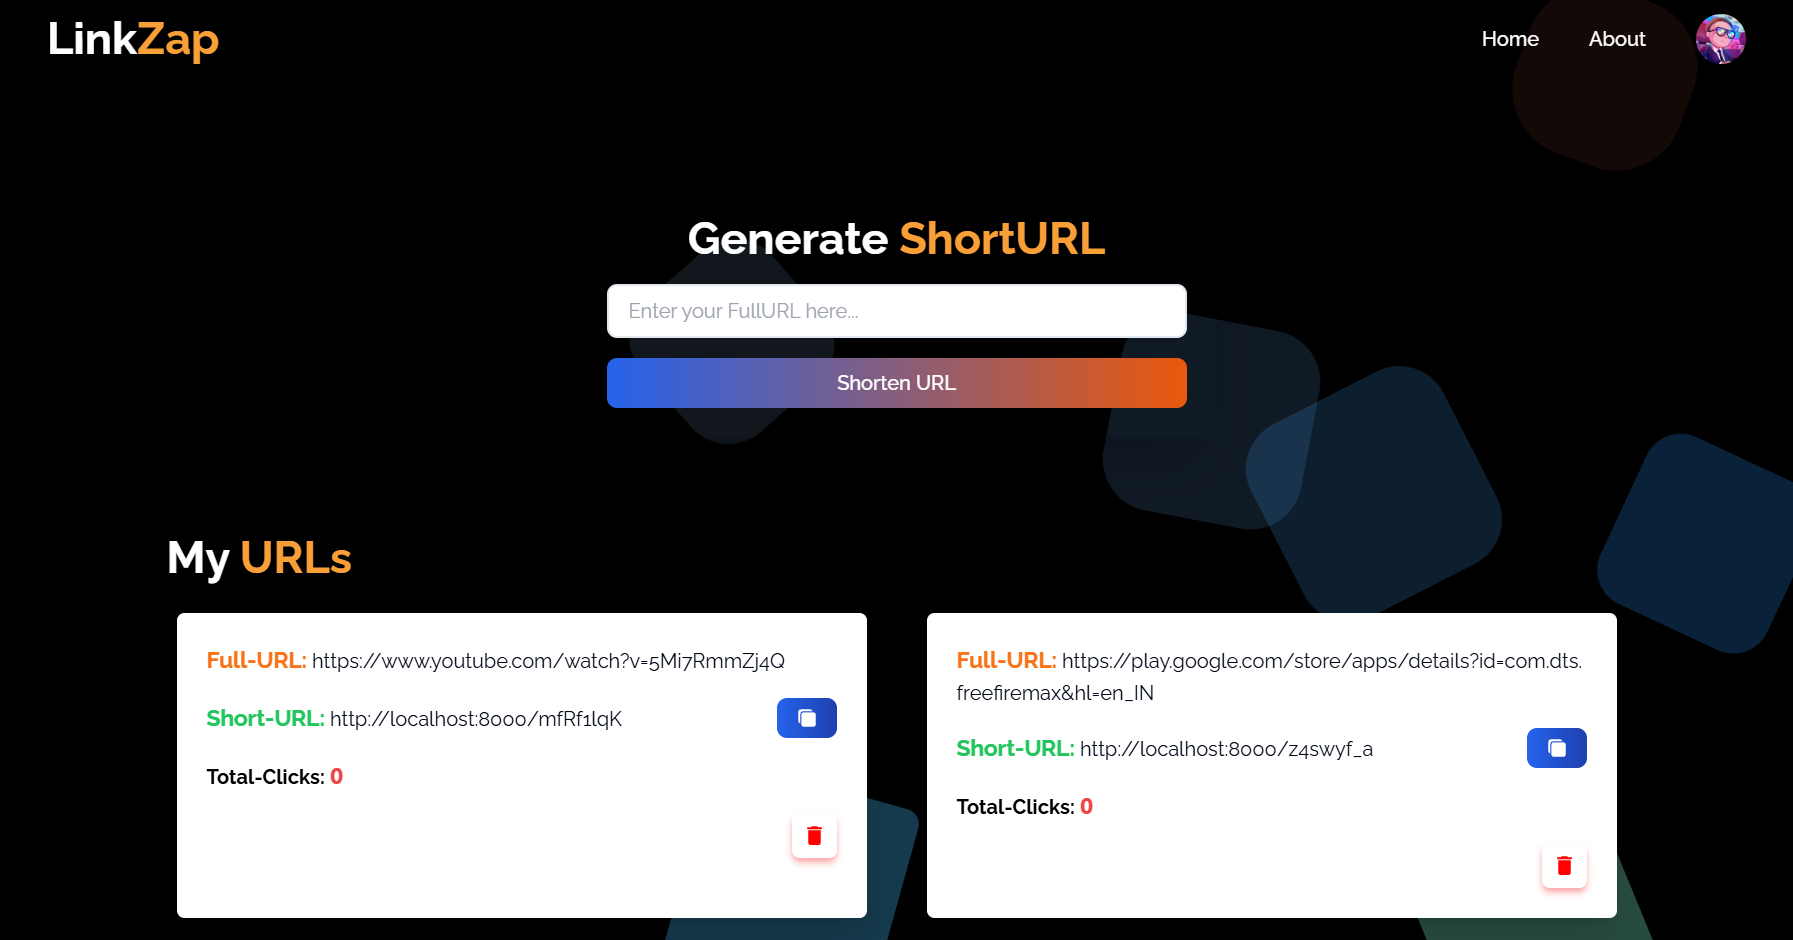 LinkZap
Home
About
Generate ShortURL
Enter your FullURL here...
Shorten URL
My URLs
Full-URL: https://www.youtube.com/watch?v=5Mi7RmmZj4Q
Short-URL: http://localhost:8000/mfRf1lqK
Total-Clicks: 0
Full-URL: https://play.google.com/store/apps/details?id=com.dts.
freefiremax&hl=en_IN
Short-URL: http://localhost:8000/z4swyf_a
Total-Clicks: 0